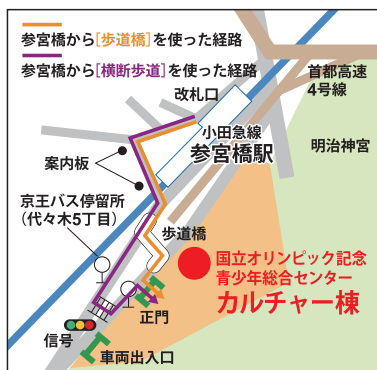 参宮橋から[歩道橋]を使った経路
参宮橋から[横断歩道]を使った経路
改札口
首都高速
4号線
小田急線
参宮橋駅
明治神宮
案内板
京王バス停留所
(代々木5丁目)
歩道橋
国立オリンピック記念
青少年総合センター
カルチャー棟
正門
信号
車両出入口